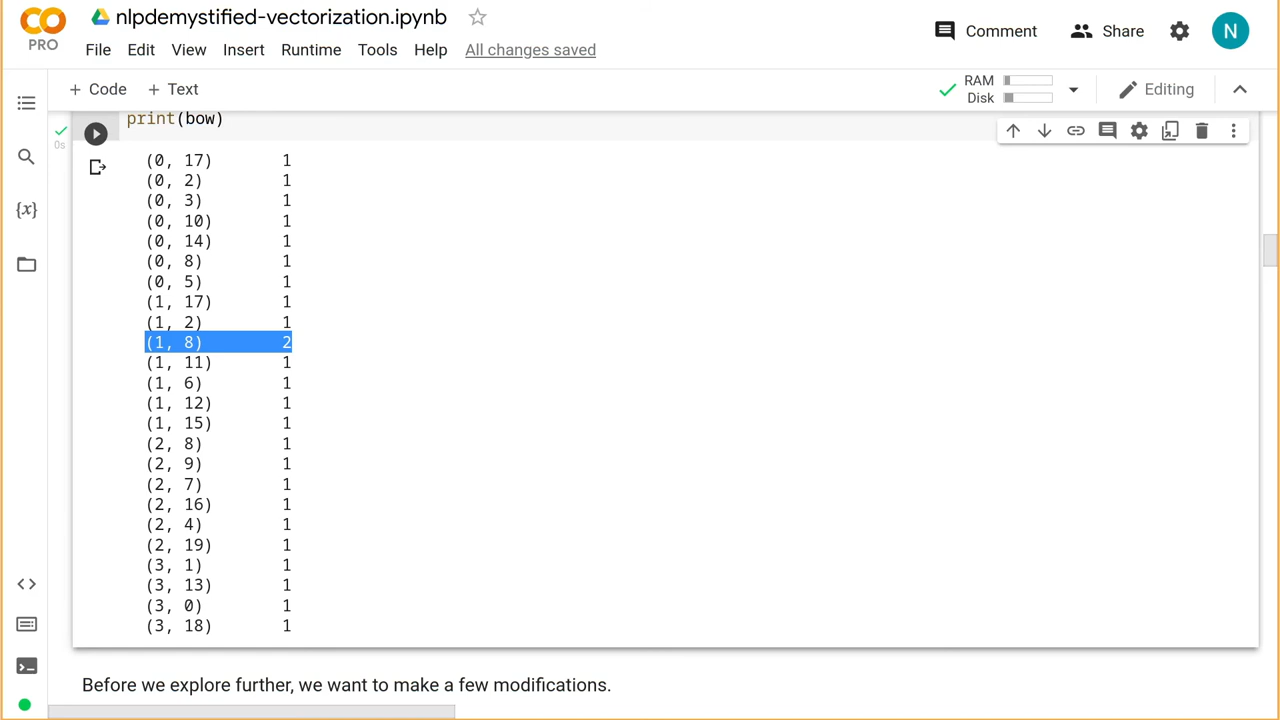 CO
PRO
nlpdemystified-vectorization.ipynb
File Edit View Insert Runtime Tools Help All changes saved
Comment
Share
N
+ Code + Text
RAM
Disk
Editing
print(bow)
0s
{x}
(0, 17) 1
(0, 2) 1
(0, 3) 1
(0, 10) 1
(0, 14) 1
(0, 8) 1
(0, 5) 1
(1, 17) 1
(1, 2) 1
(1, 8) 2
(1, 11) 1
(1, 6) 1
(1, 12) 1
(1, 15) 1
(2, 8) 1
(2, 9) 1
(2, 7) 1
(2, 16) 1
(2, 4) 1
(2, 19) 1
(3, 1) 1
(3, 13) 1
(3, 0) 1
(3, 18) 1
Before we explore further, we want to make a few modifications.